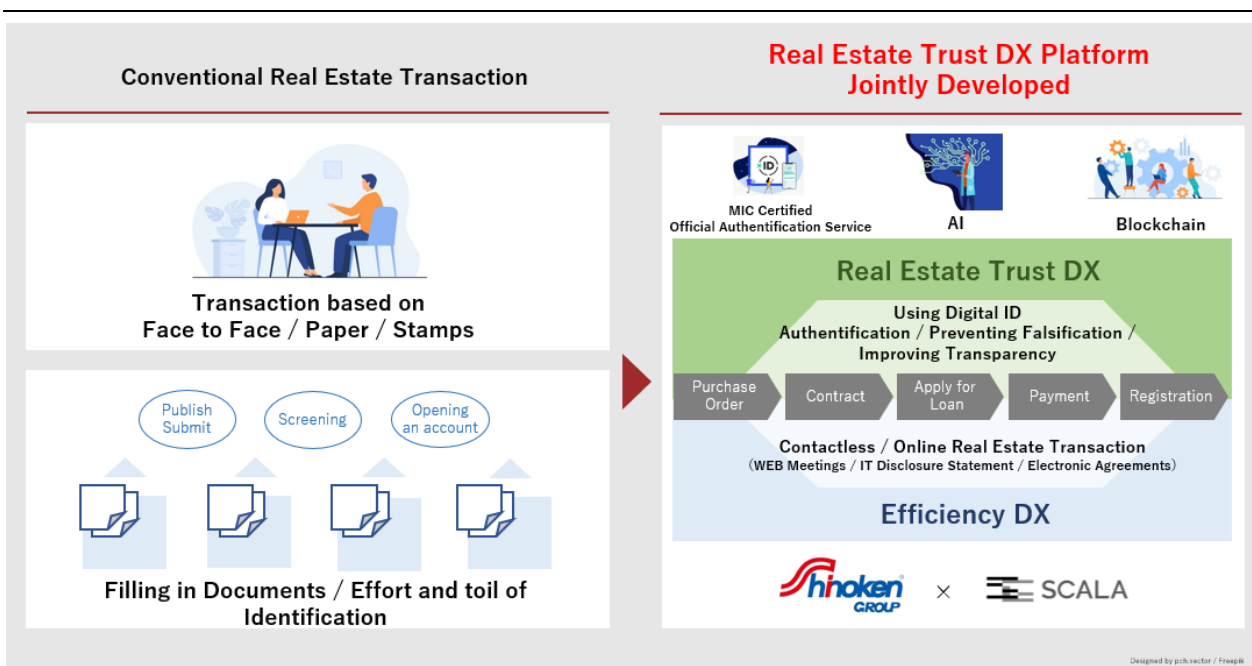 Conventional Real Estate Transaction
Transaction based on
Face to Face / Paper / Stamps
Publish
Submit
Screening
Opening
an account
Filling in Documents / Effort and toil of
Identification
Real Estate Trust DX Platform
Jointly Developed
ID
MIC Certified
Official Authentification Service
AI
Blockchain
Real Estate Trust DX
Using Digital ID
Authentification / Preventing Falsification /
Improving Transparency
Purchase
Order
Contract
Apply for
Loan
Payment
Registration
Contactless / Online Real Estate Transaction
(WEB Meetings / IT Disclosure Statement / Electronic Agreements)
Efficiency DX
Shinoken
GROUP
×
SCALA
Designed by pch.vector / Freepik